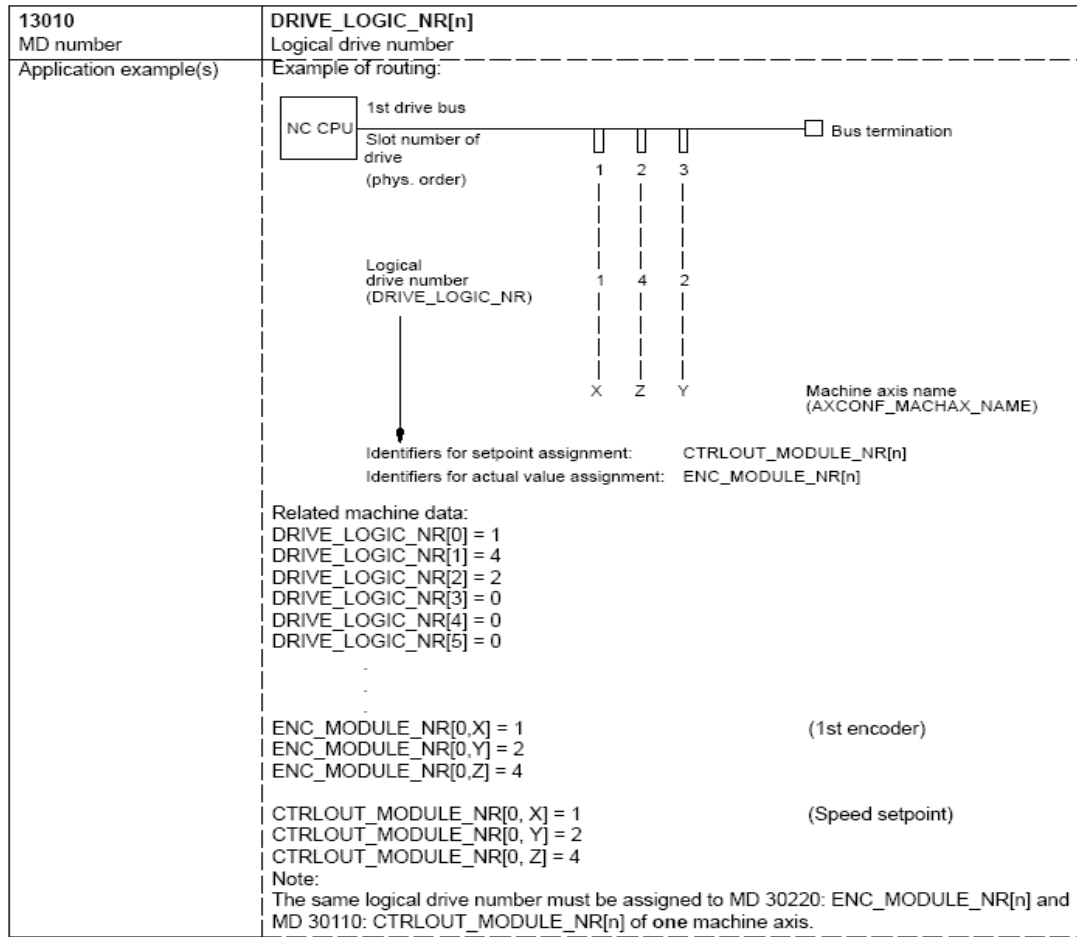 13010 DRIVE_LOGIC_NR[n]
MD number Logical drive number
Application example(s) Example of routing:
1st drive bus
NC CPU
Bus termination
Slot number of
drive
(phys. order)
1 2 3
Logical
drive number
(DRIVE_LOGIC_NR)
1 4 2
X Z Y
Machine axis name
(AXCONF_MACHAX_NAME)
Identifiers for setpoint assignment: CTRLOUT_MODULE_NR[n]
Identifiers for actual value assignment: ENC_MODULE_NR[n]
Related machine data:
DRIVE_LOGIC_NR[0] = 1
DRIVE_LOGIC_NR[1] = 4
DRIVE_LOGIC_NR[2] = 2
DRIVE_LOGIC_NR[3] = 0
DRIVE_LOGIC_NR[4] = 0
DRIVE_LOGIC_NR[5] = 0
.
.
.
ENC_MODULE_NR[0,X] = 1 (1st encoder)
ENC_MODULE_NR[0,Y] = 2
ENC_MODULE_NR[0,Z] = 4
CTRLOUT_MODULE_NR[0, X] = 1 (Speed setpoint)
CTRLOUT_MODULE_NR[0, Y] = 2
CTRLOUT_MODULE_NR[0, Z] = 4
Note:
The same logical drive number must be assigned to MD 30220: ENC_MODULE_NR[n] and
MD 30110: CTRLOUT_MODULE_NR[n] of one machine axis.